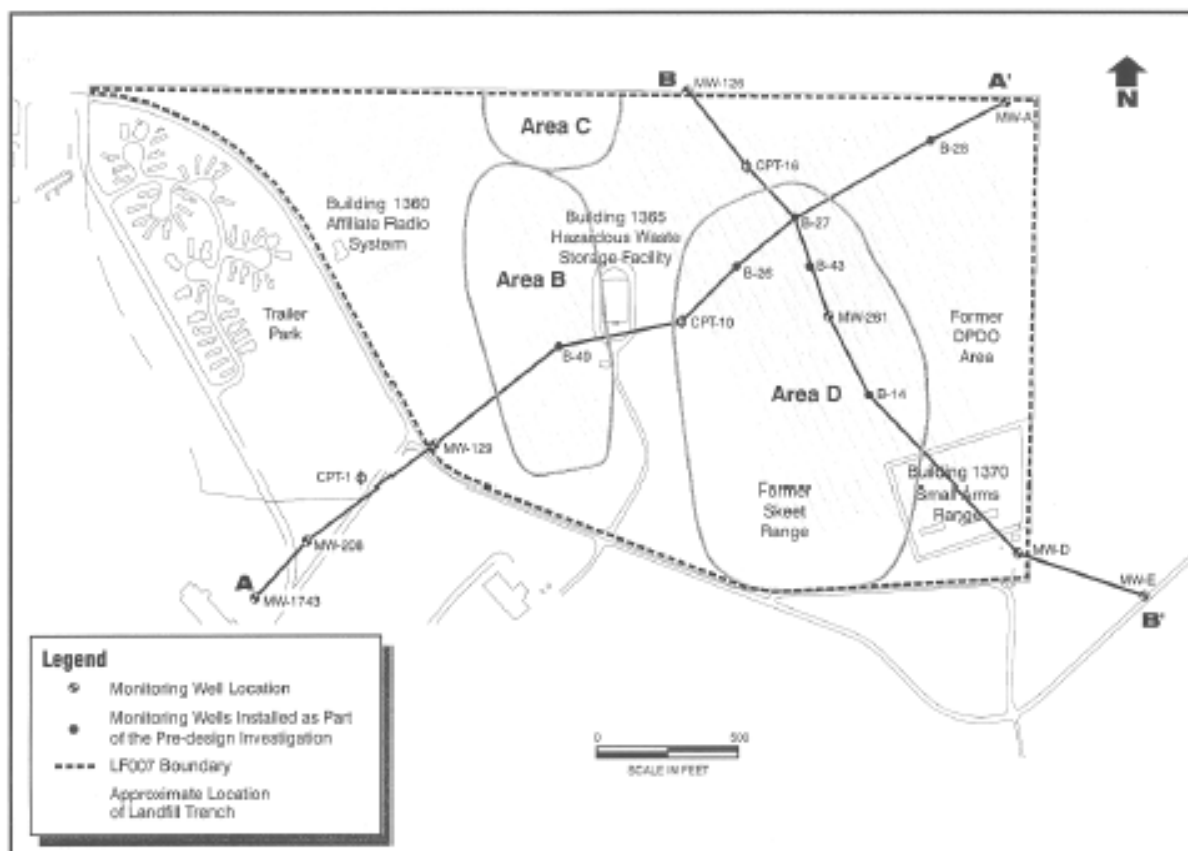 B
MW-126
A'
MW-A
N
Area C
B-28
CPT-16
Building 1360
Affiliate Radio
System
Building 1365
Hazardous Waste
Storage Facility
B-27
B-26
B-43
Area B
Trailer
Park
CPT-10
MW-261
Former
DPDO
Area
B-49
Area D
B-14
MW-129
CPT-1
Building 1370
Small Arms
Range
Former
Skeet
Range
MW-208
A
MW-1743
MW-D
MW-E
B'
Legend
Monitoring Well Location
Monitoring Wells Installed as Part
of the Pre-design Investigation
LF007 Boundary
Approximate Location
of Landfill Trench
0
500
SCALE IN FEET